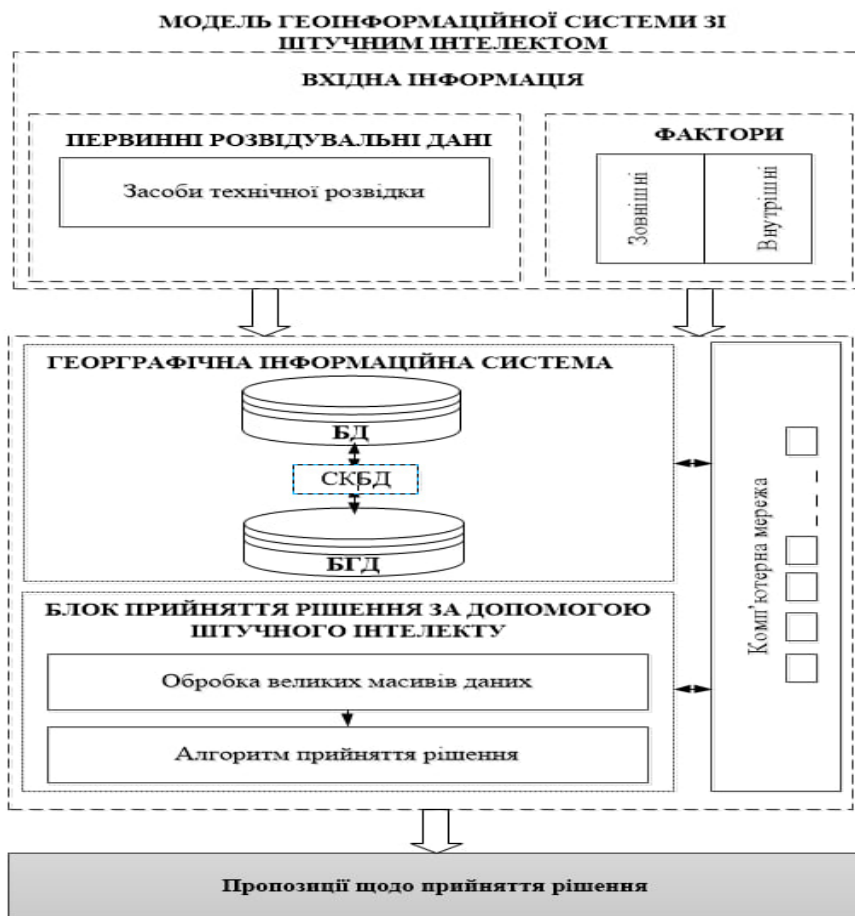 МОДЕЛЬ ГЕОІНФОРМАЦІЙНОЇ СИСТЕМИ ЗІ
ШТУЧНИМ ІНТЕЛЕКТОМ
ВХІДНА ІНФОРМАЦІЯ
ПЕРВИННІ РОЗВІДУВАЛЬНІ ДАНІ
Засоби технічної розвідки
ФАКТОРИ
Зовнішні
Внутрішні
ГЕОРГРАФІЧНА ІНФОРМАЦІЙНА СИСТЕМА
БД
СКБД
БГД
БЛОК ПРИЙНЯТТЯ РІШЕННЯ ЗА ДОПОМОГОЮ
ШТУЧНОГО ІНТЕЛЕКТУ
Обробка великих масивів даних
Алгоритм прийняття рішення
Комп'ютерна мережа
Пропозиції щодо прийняття рішення